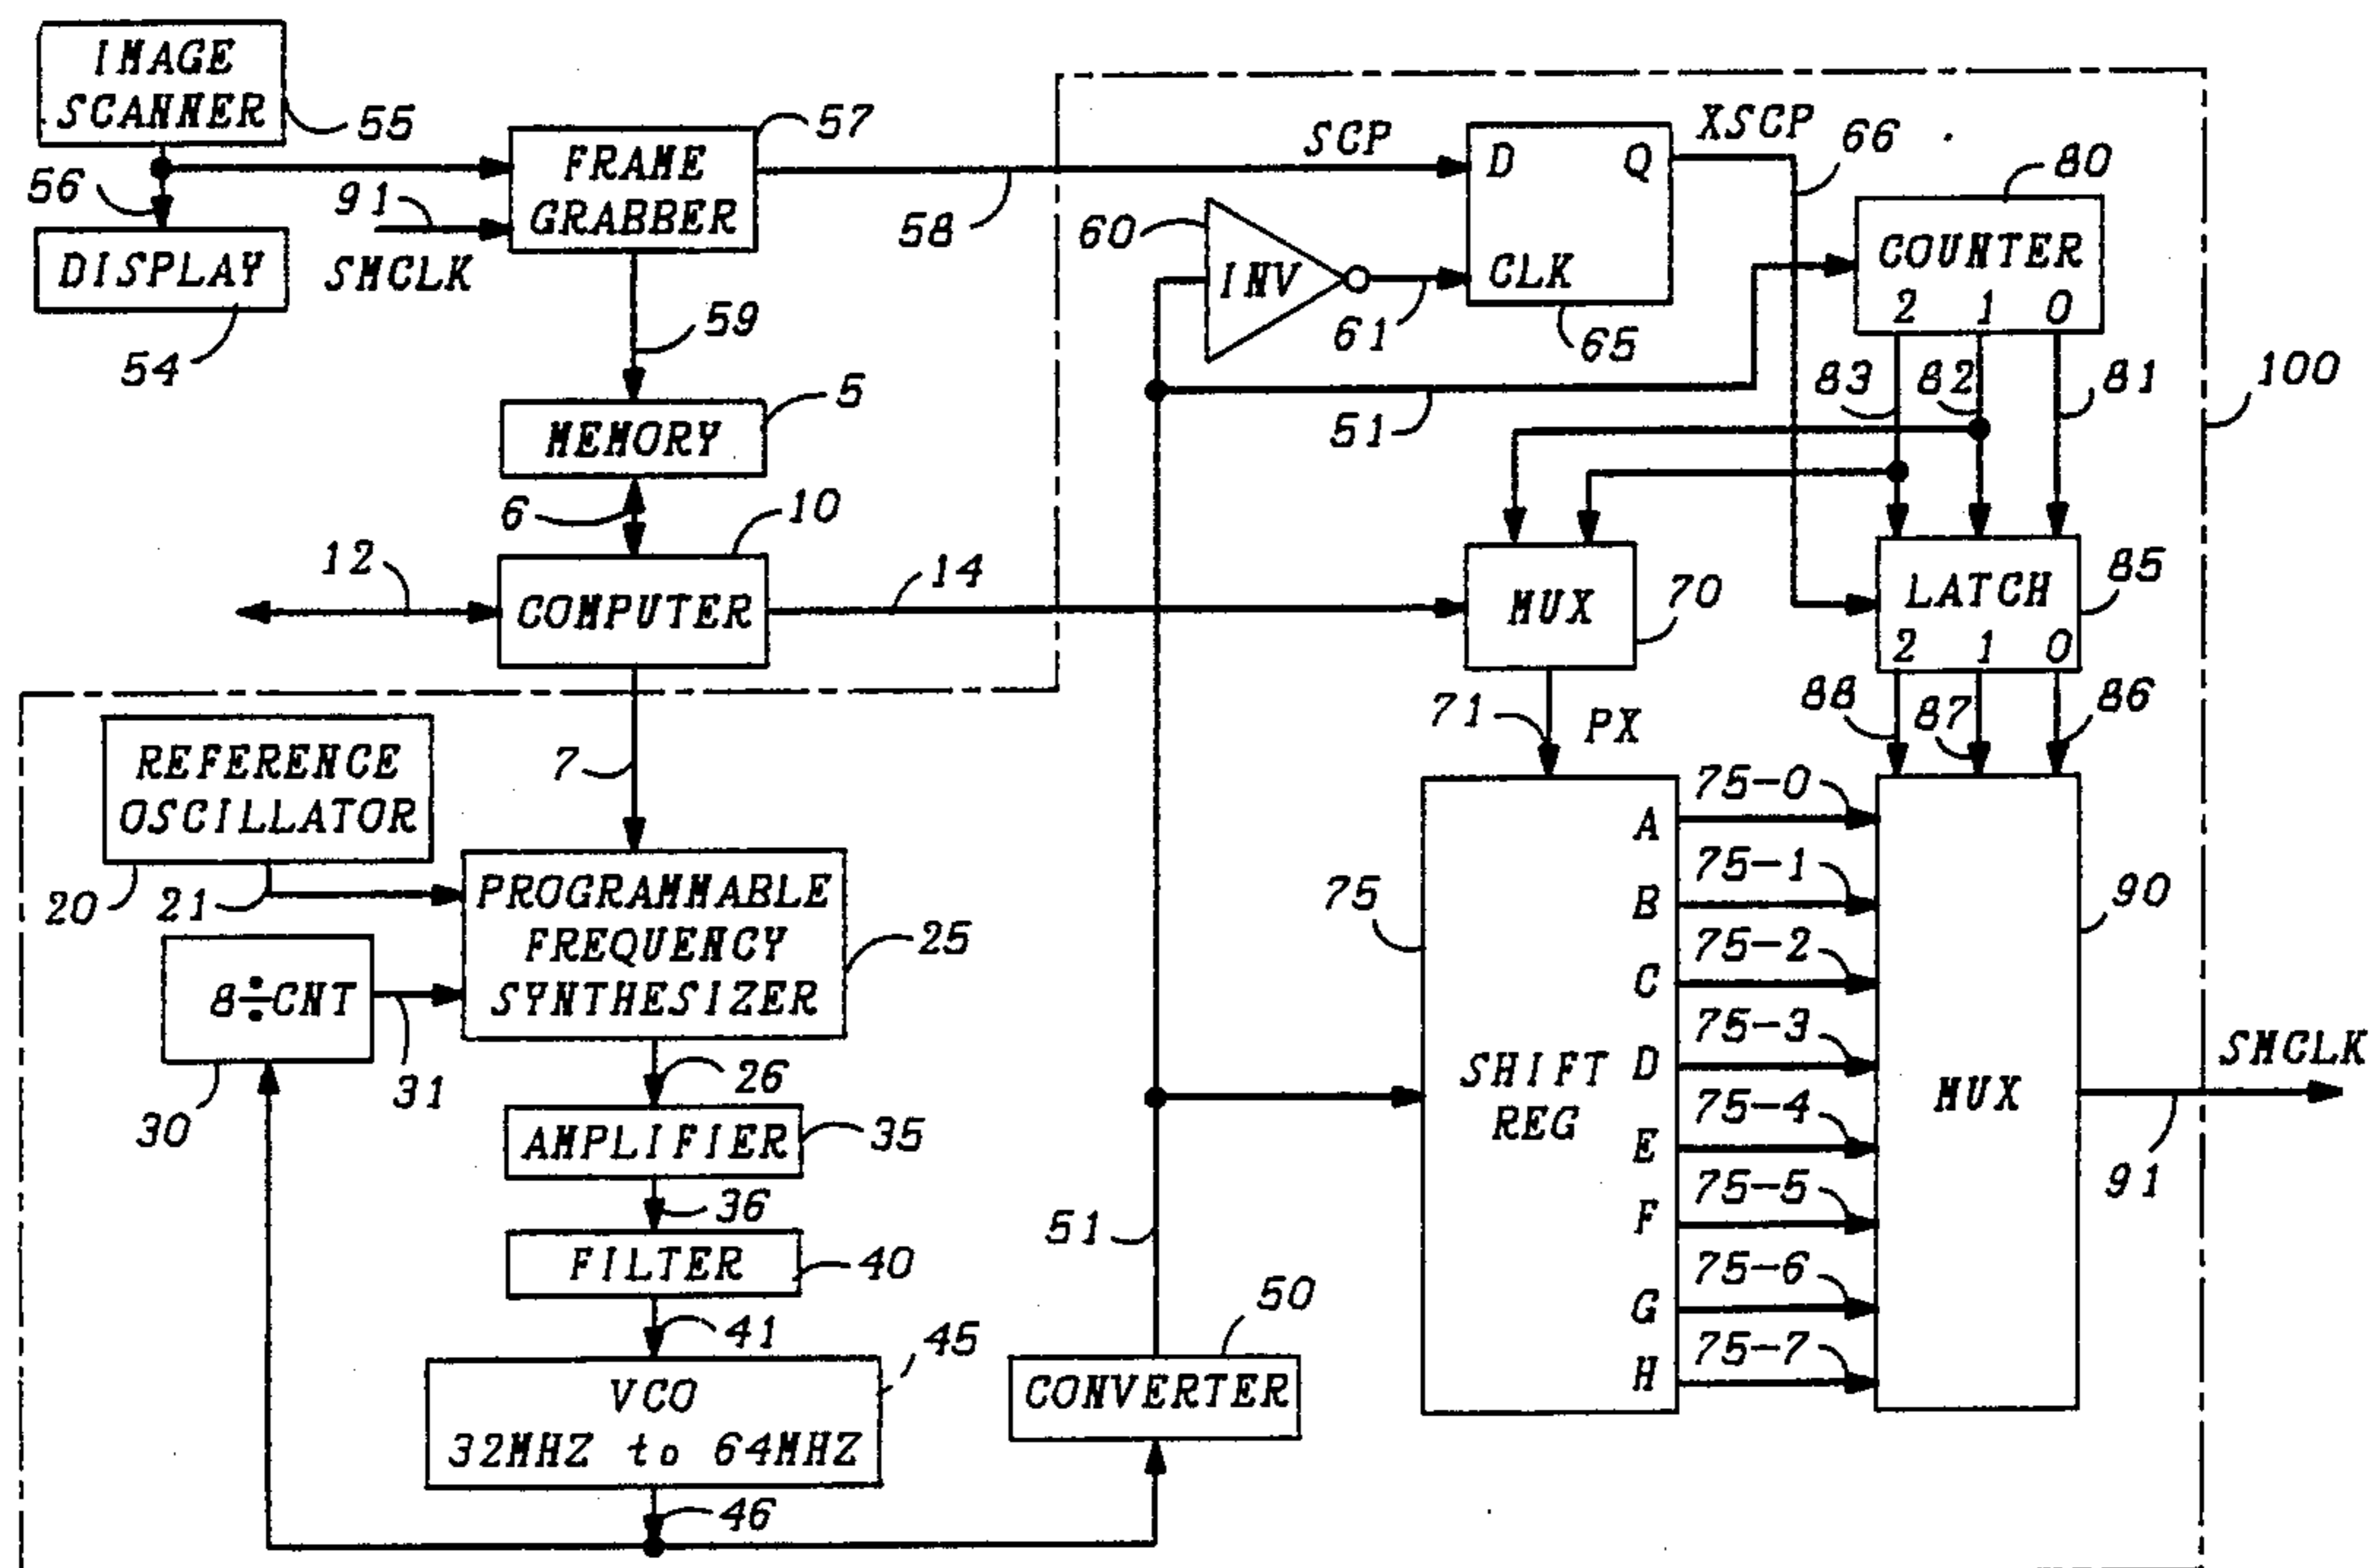 IMAGE
SCANNER
55
56
DISPLAY
54
91
SMCLK
FRAME
GRABBER
57
58
59
MEMORY
5
6
COMPUTER
10
12
14
7
SCP
D
Q
CLK
65
XSCP
66
60
INV
61
51
COUNTER
2 1 0
80
83
82
81
100
MUX
70
71
PX
LATCH
2 1 0
85
88
87
86
REFERENCE
OSCILLATOR
20
21
PROGRAMMABLE
FREQUENCY
SYNTHESIZER
25
8÷CNT
30
31
26
AMPLIFIER
35
36
FILTER
40
41
VCO
32MHZ to 64MHZ
45
46
CONVERTER
50
51
75
SHIFT
REG
A
B
C
D
E
F
G
H
75-0
75-1
75-2
75-3
75-4
75-5
75-6
75-7
MUX
90
SMCLK
91